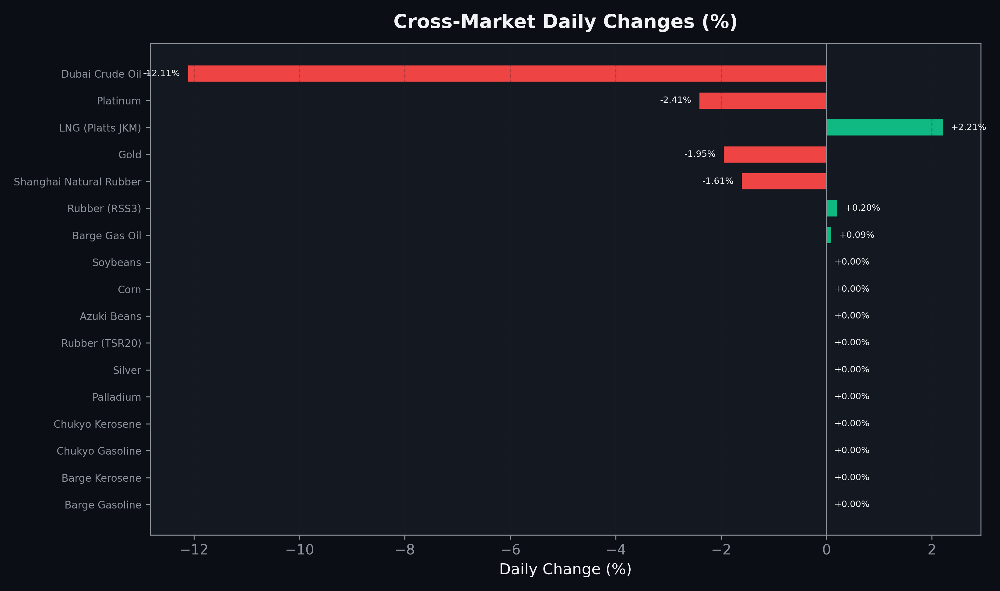 Cross-Market Daily Changes (%)
Dubai Crude Oil -12.11%
Platinum -2.41%
LNG (Platts JKM) +2.21%
Gold -1.95%
Shanghai Natural Rubber -1.61%
Rubber (RSS3) +0.20%
Barge Gas Oil +0.09%
Soybeans +0.00%
Corn +0.00%
Azuki Beans +0.00%
Rubber (TSR20) +0.00%
Silver +0.00%
Palladium +0.00%
Chukyo Kerosene +0.00%
Chukyo Gasoline +0.00%
Barge Kerosene +0.00%
Barge Gasoline +0.00%
−12 −10 −8 −6 −4 −2 0 2
Daily Change (%)